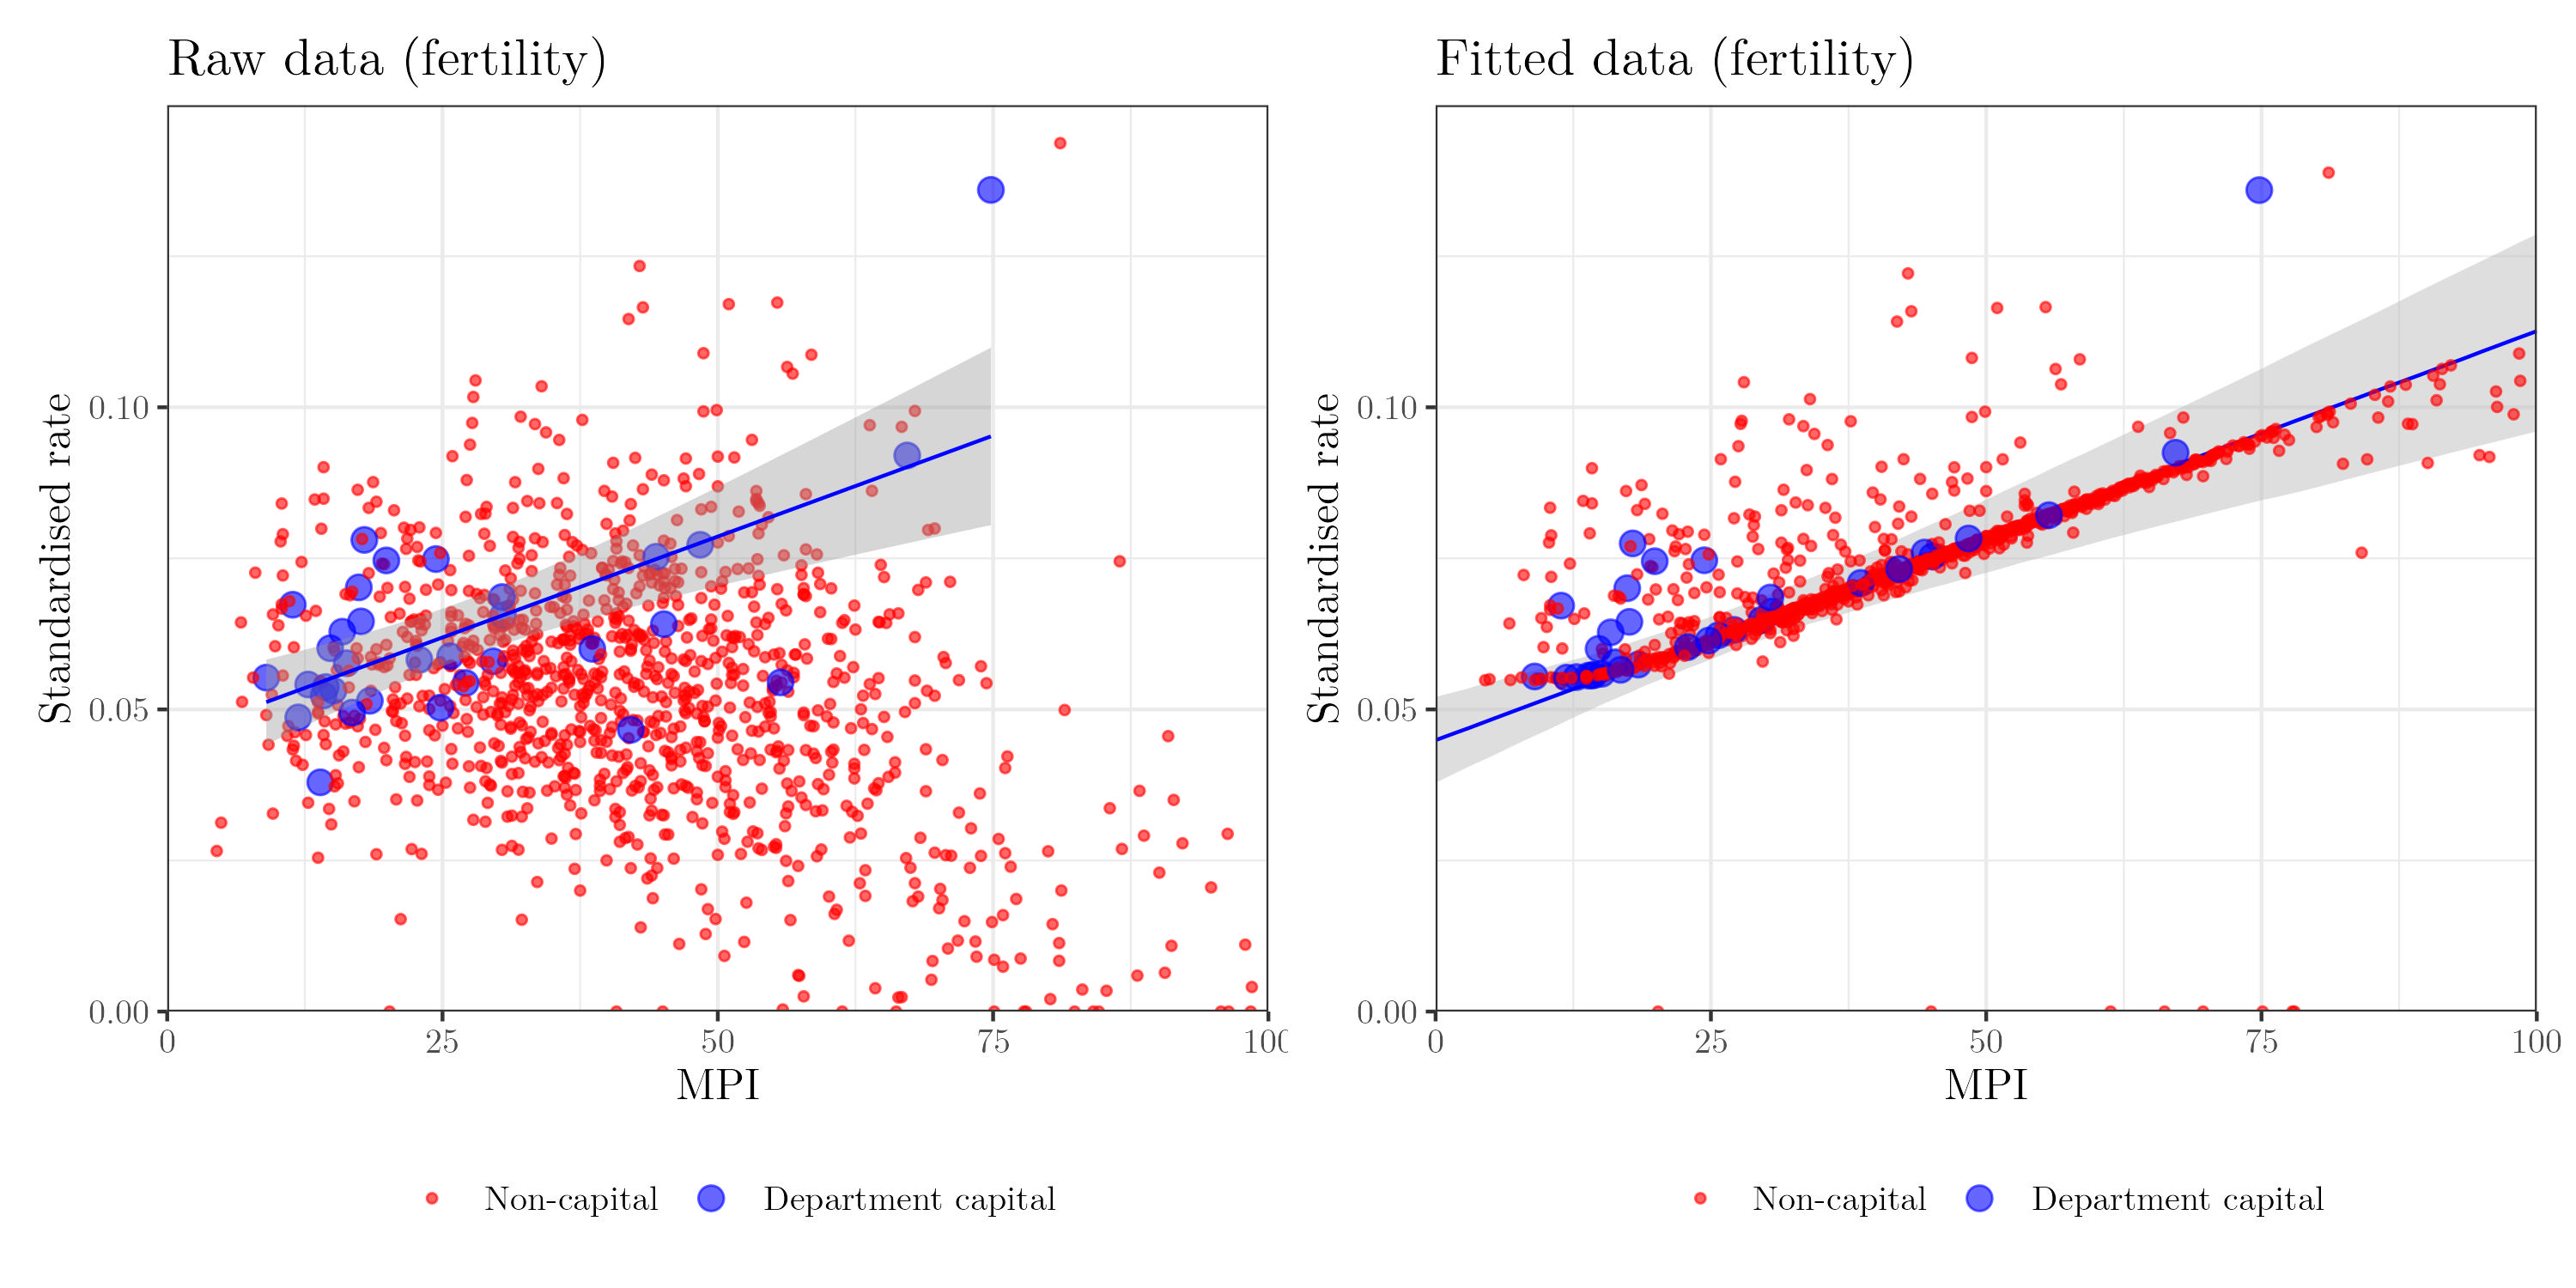 Raw data (fertility)
Standardised rate
0.10
0.05
0.00
0 25 50 75 100
MPI
Non-capital Department capital
Fitted data (fertility)
Standardised rate
0.10
0.05
0.00
0 25 50 75 100
MPI
Non-capital Department capital